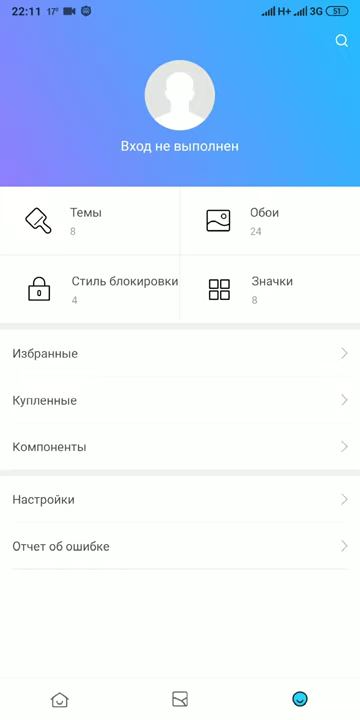 22:11 17° H+ 3G 51
Вход не выполнен
Темы
8
Обои
24
Стиль блокировки
4
Значки
8
Избранные
Купленные
Компоненты
Настройки
Отчет об ошибке